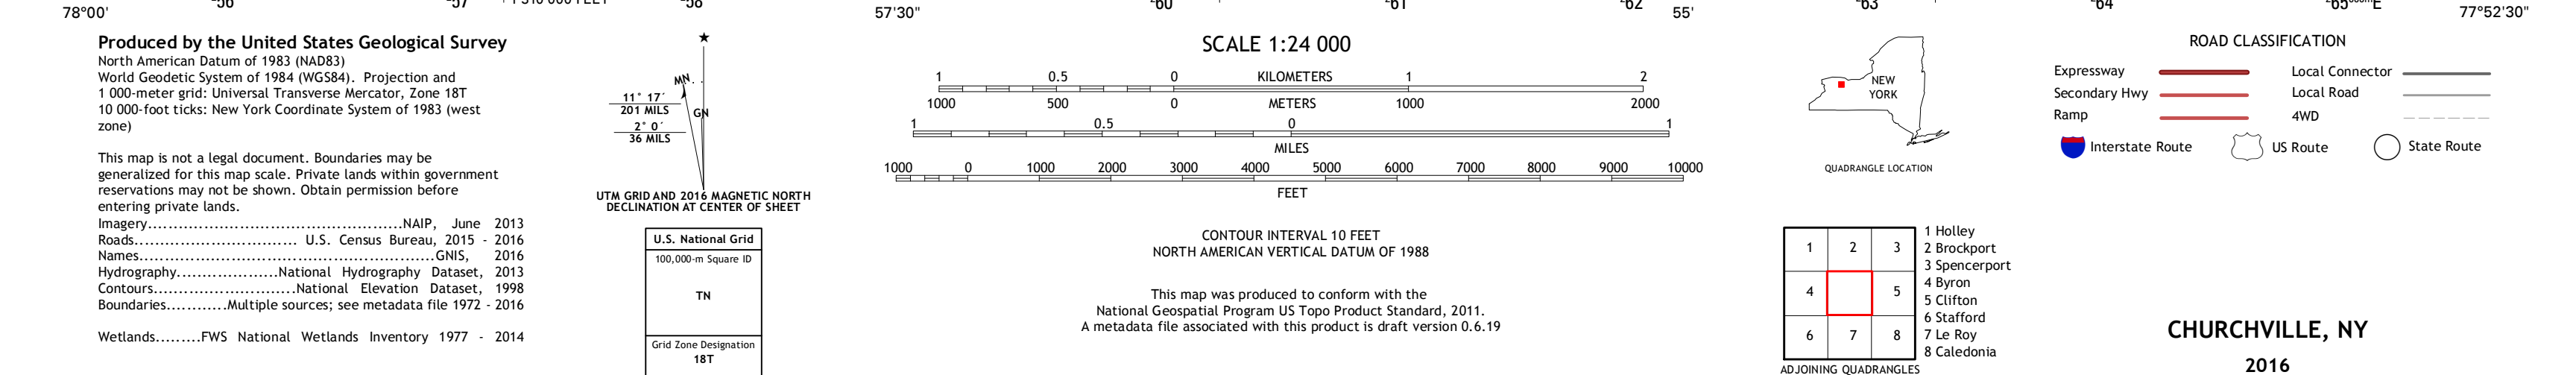 78°00'
57'30"
55'
77°52'30"
Produced by the United States Geological Survey
North American Datum of 1983 (NAD83)
World Geodetic System of 1984 (WGS84). Projection and
1 000-meter grid: Universal Transverse Mercator, Zone 18T
10 000-foot ticks: New York Coordinate System of 1983 (west
zone)
This map is not a legal document. Boundaries may be
generalized for this map scale. Private lands within government
reservations may not be shown. Obtain permission before
entering private lands.
Imagery..................................................NAIP, June 2013
Roads................................ U.S. Census Bureau, 2015 - 2016
Names........................................................GNIS, 2016
Hydrography....................National Hydrography Dataset, 2013
Contours...........................National Elevation Dataset, 1998
Boundaries............Multiple sources; see metadata file 1972 - 2016
Wetlands.........FWS National Wetlands Inventory 1977 - 2014
MN
GN
11° 17´
201 MILS
2° 0´
36 MILS
UTM GRID AND 2016 MAGNETIC NORTH
DECLINATION AT CENTER OF SHEET
U.S. National Grid
100,000-m Square ID
TN
Grid Zone Designation
18T
SCALE 1:24 000
1 0.5 0 KILOMETERS 1 2
1000 500 0 METERS 1000 2000
1 0.5 0 1
MILES
1000 0 1000 2000 3000 4000 5000 6000 7000 8000 9000 10000
FEET
CONTOUR INTERVAL 10 FEET
NORTH AMERICAN VERTICAL DATUM OF 1988
This map was produced to conform with the
National Geospatial Program US Topo Product Standard, 2011.
A metadata file associated with this product is draft version 0.6.19
NEW
YORK
QUADRANGLE LOCATION
1 2 3
4 5
6 7 8
ADJOINING QUADRANGLES
1 Holley
2 Brockport
3 Spencerport
4 Byron
5 Clifton
6 Stafford
7 Le Roy
8 Caledonia
ROAD CLASSIFICATION
Expressway
Local Connector
Secondary Hwy
Local Road
Ramp
4WD
Interstate Route
US Route
State Route
CHURCHVILLE, NY
2016